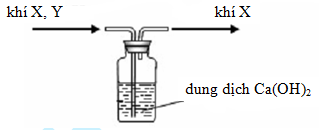 khí X, Y
khí X
dung dịch Ca(OH)₂